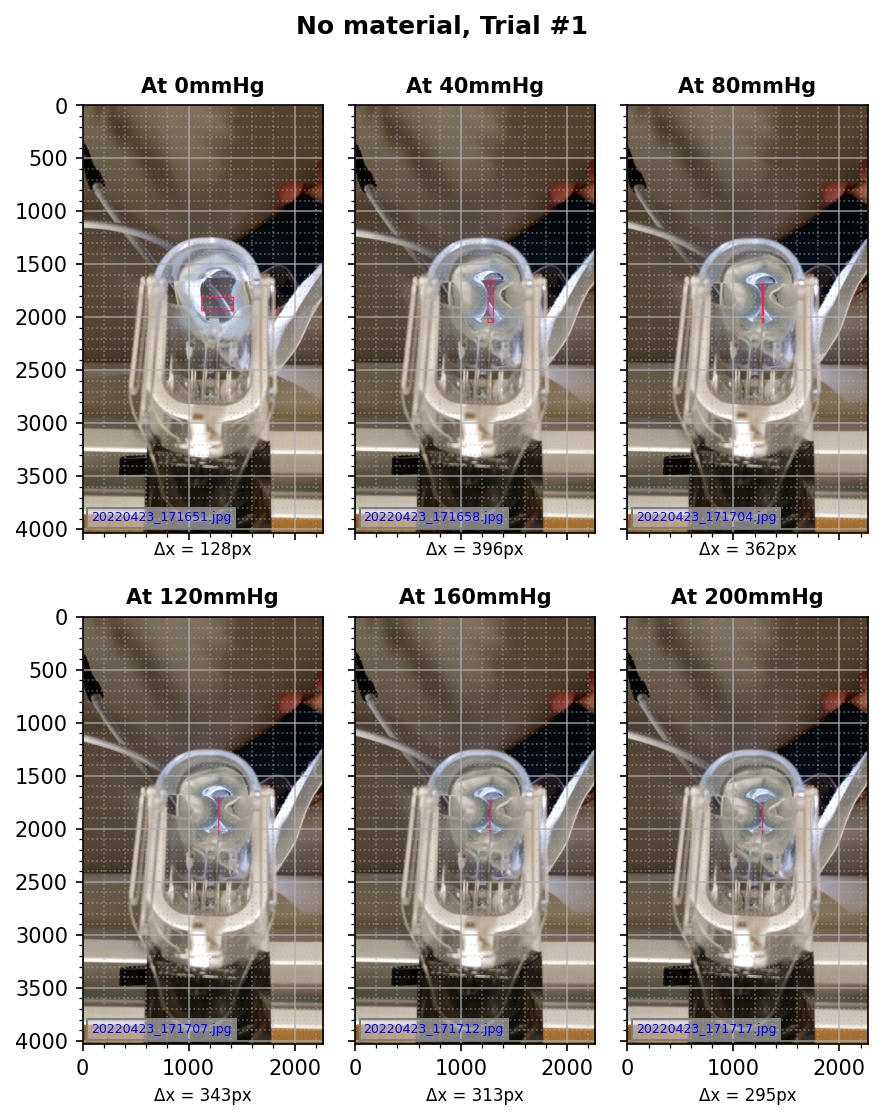 No material, Trial #1
At 0mmHg At 40mmHg At 80mmHg
0
500
1000
1500
2000
2500
3000
3500
4000
20220423_171651.jpg 20220423_171658.jpg 20220423_171704.jpg
Δx = 128px Δx = 396px Δx = 362px
At 120mmHg At 160mmHg At 200mmHg
0
500
1000
1500
2000
2500
3000
3500
4000
20220423_171707.jpg 20220423_171712.jpg 20220423_171717.jpg
0 1000 2000 0 1000 2000 0 1000 2000
Δx = 343px Δx = 313px Δx = 295px